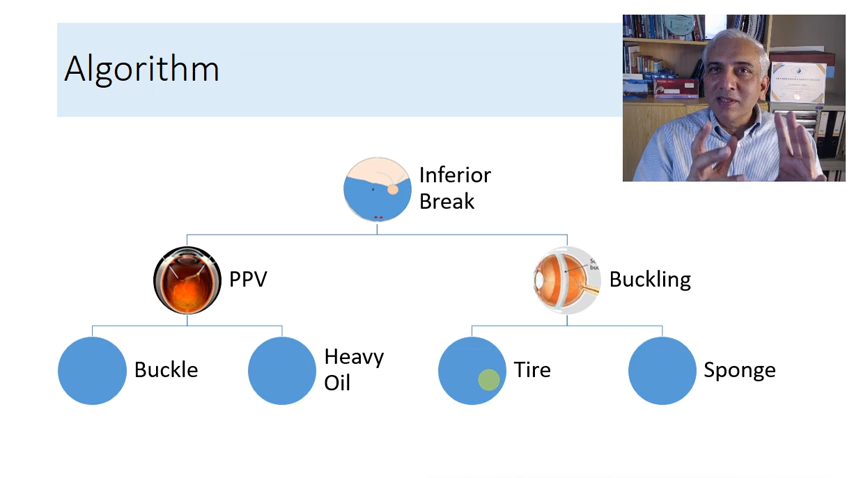 Algorithm
Inferior
Break
PPV
Buckling
Buckle
Heavy
Oil
Tire
Sponge